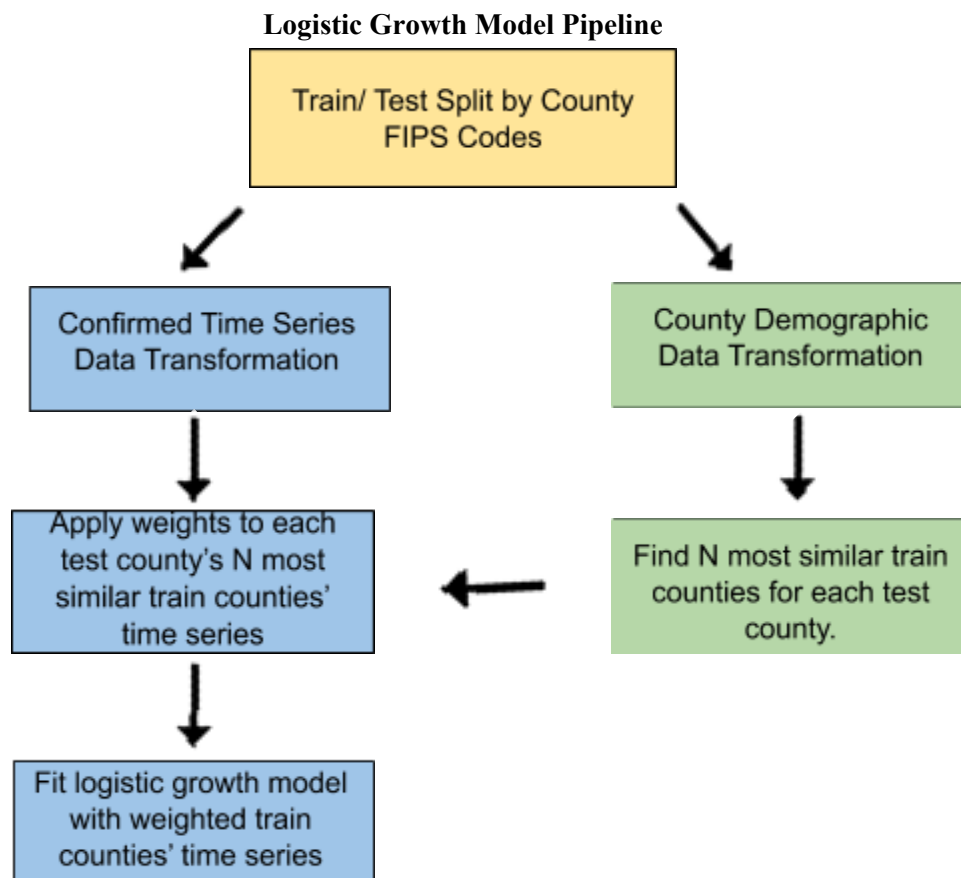 Logistic Growth Model Pipeline
Train/ Test Split by County
FIPS Codes
Confirmed Time Series
Data Transformation
County Demographic
Data Transformation
Apply weights to each
test county's N most
similar train counties'
time series
Find N most similar train
counties for each test
county.
Fit logistic growth model
with weighted train
counties' time series